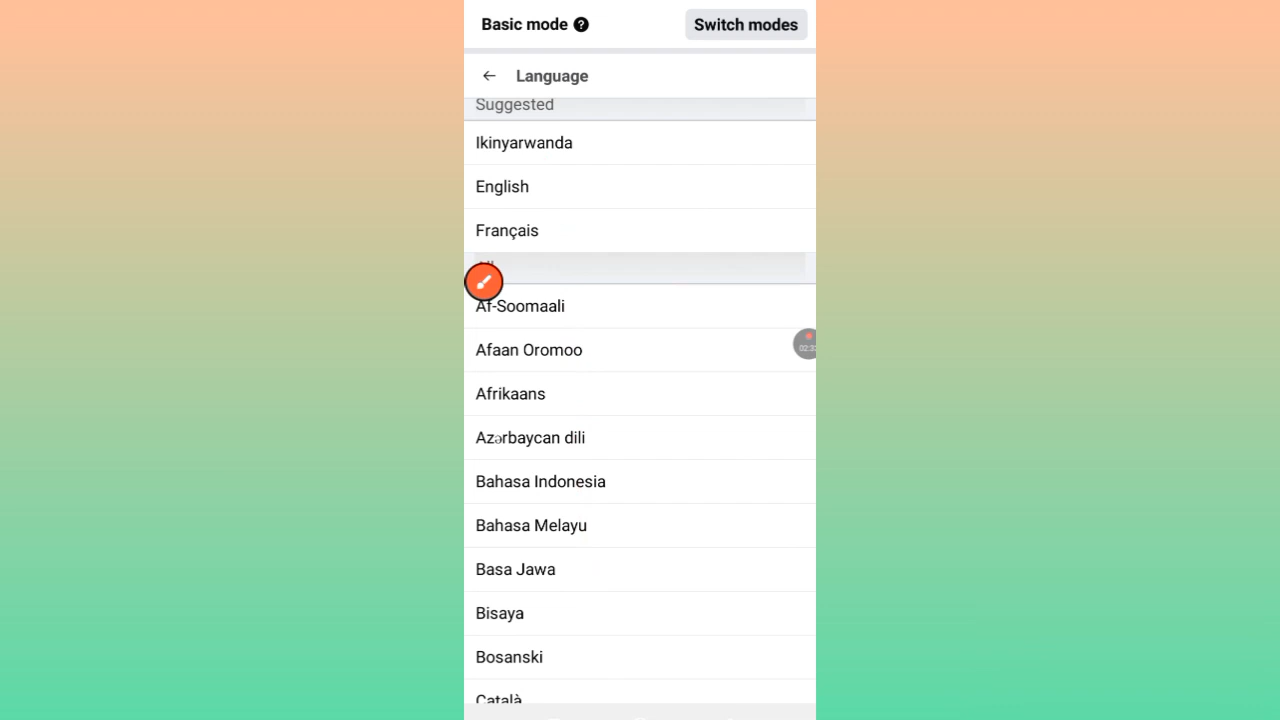 Basic mode
Switch modes
Language
Suggested
Ikinyarwanda
English
Français
Af-Soomaali
Afaan Oromoo
Afrikaans
Azərbaycan dili
Bahasa Indonesia
Bahasa Melayu
Basa Jawa
Bisaya
Bosanski
Català